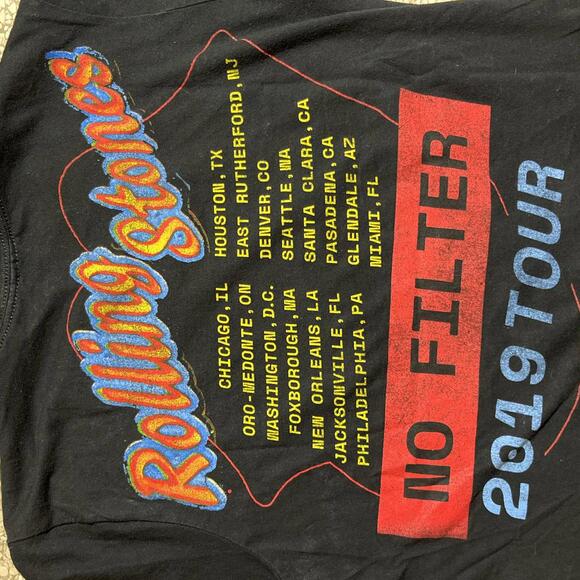 Rolling Stones
CHICAGO,IL
ORO-MEDONTE,ON
WASHINGTON,D.C.
FOXBOROUGH,MA
NEW ORLEANS,LA
JACKSONVILLE,FL
PHILADELPHIA,PA
HOUSTON,TX
EAST RUTHERFORD,NJ
DENVER,CO
SEATTLE,WA
SANTA CLARA,CA
PASADENA,CA
GLENDALE,AZ
MIAMI,FL
NO FILTER
2019 TOUR